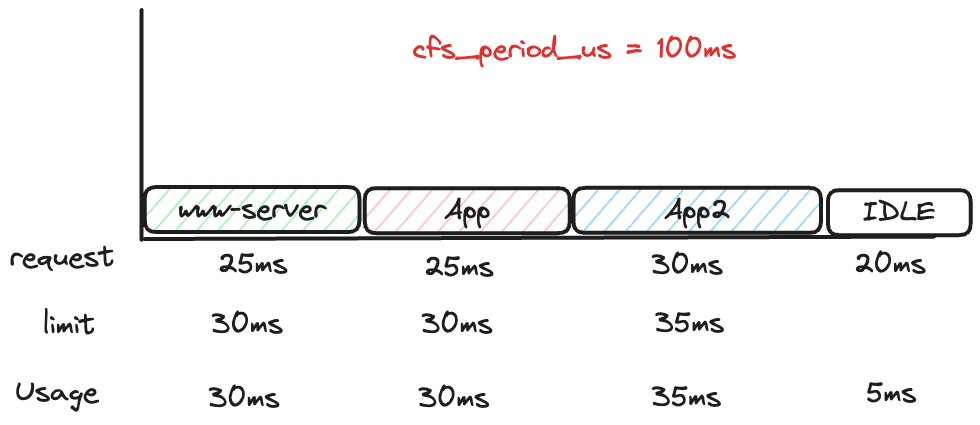 cfs_period_us = 100ms
www-server App App2 IDLE
request 25ms 25ms 30ms 20ms
limit 30ms 30ms 35ms
Usage 30ms 30ms 35ms 5ms